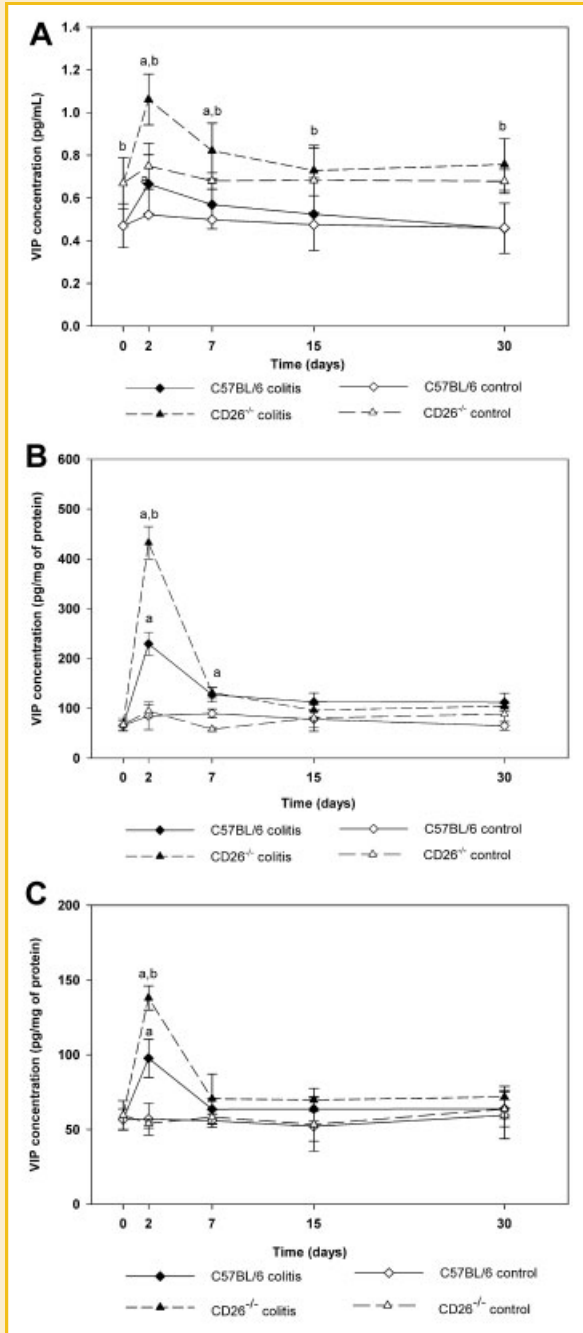 A
VIP concentration (pg/mL)
1.4
1.2
1.0
0.8
0.6
0.4
0.2
0.0
a,b
a,b
b
b
b
a
0 2 7 15 30
Time (days)
C57BL/6 colitis C57BL/6 control
CD26-/- colitis CD26-/- control
B
VIP concentration (pg/mg of protein)
600
500
400
300
200
100
0
a,b
a
a
0 2 7 15 30
Time (days)
C57BL/6 colitis C57BL/6 control
CD26-/- colitis CD26-/- control
C
VIP concentration (pg/mg of protein)
200
150
100
50
0
a,b
a
0 2 7 15 30
Time (days)
C57BL/6 colitis C57BL/6 control
CD26-/- colitis CD26-/- control